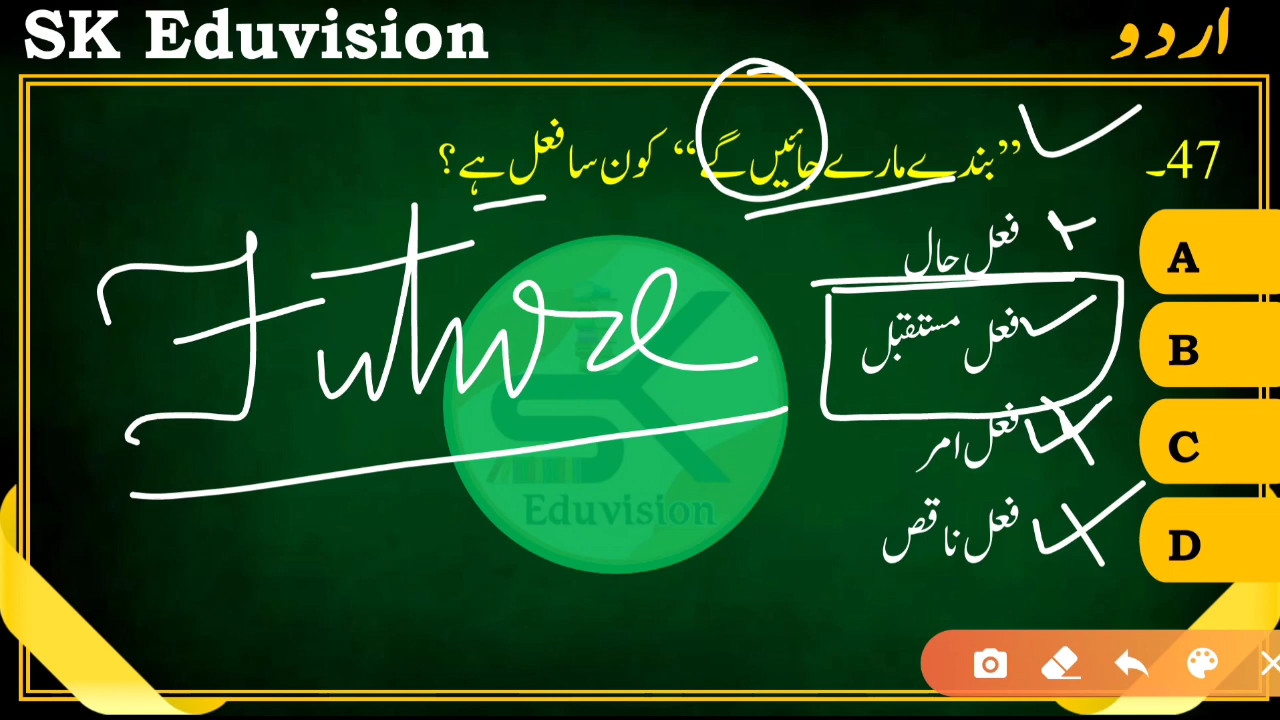 SK Eduvision
اردو
47۔ ”بندے مارے جائیں گے“ کون سا فعل ہے؟
A فعل حال
B فعل مستقبل
C فعل امر
D فعل ناقص
Future
SK
Eduvision